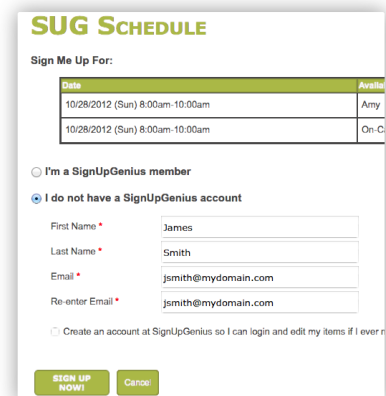 SUG SCHEDULE
Sign Me Up For:
Date
10/28/2012 (Sun) 8:00am-10:00am Amy
10/28/2012 (Sun) 8:00am-10:00am
I'm a SignUpGenius member
I do not have a SignUpGenius account
First Name * James
Last Name * Smith
Email * jsmith@mydomain.com
Re-enter Email * jsmith@mydomain.com
Create an account at SignUpGenius so I can login and edit my items if I ever
SIGN UP NOW! Cancel